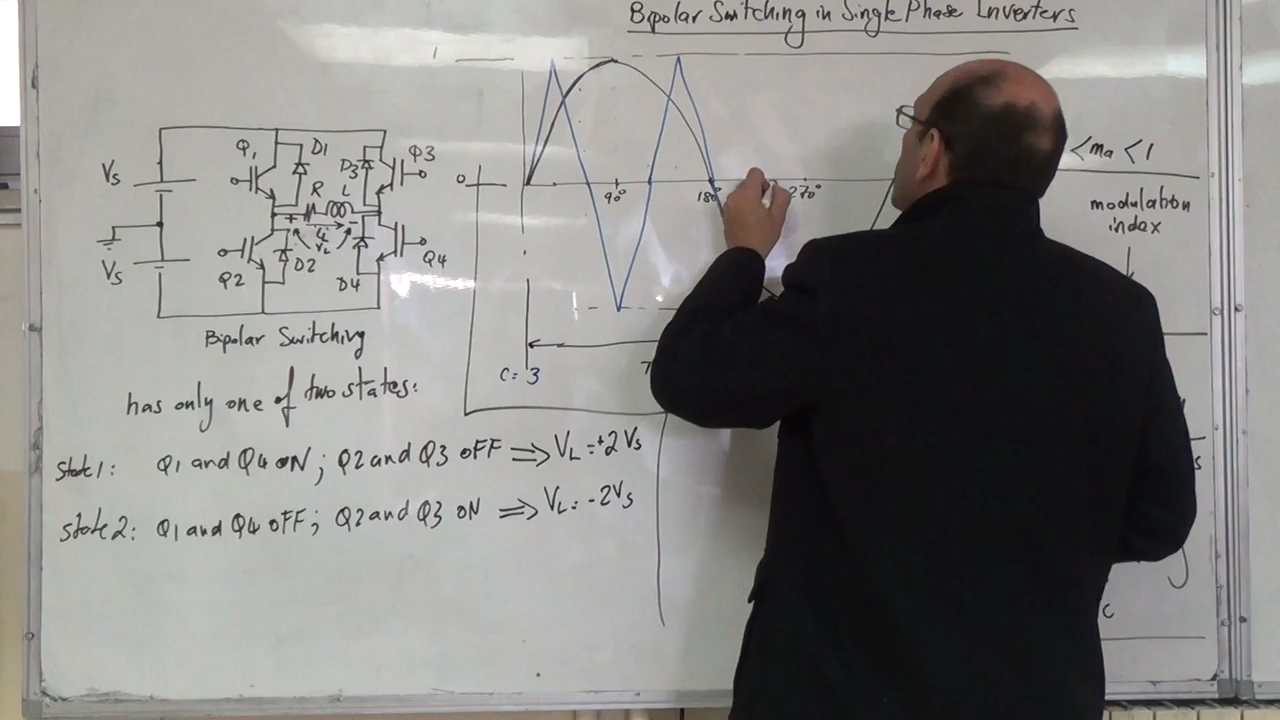 Bipolar Switching in Single Phase Inverters
1
Q1 D1 D3 Q3
Vs
R L
0
90° 180° 270°
<ma <1
modulation
index
+ iL -
VL
Vs
Q2 D2 D4 Q4
Bipolar Switching
C = 3
has only one of two states:
State 1: Q1 and Q4 ON; Q2 and Q3 OFF ⇒ VL = +2Vs
State 2: Q1 and Q4 OFF; Q2 and Q3 ON ⇒ VL = -2Vs
s
c